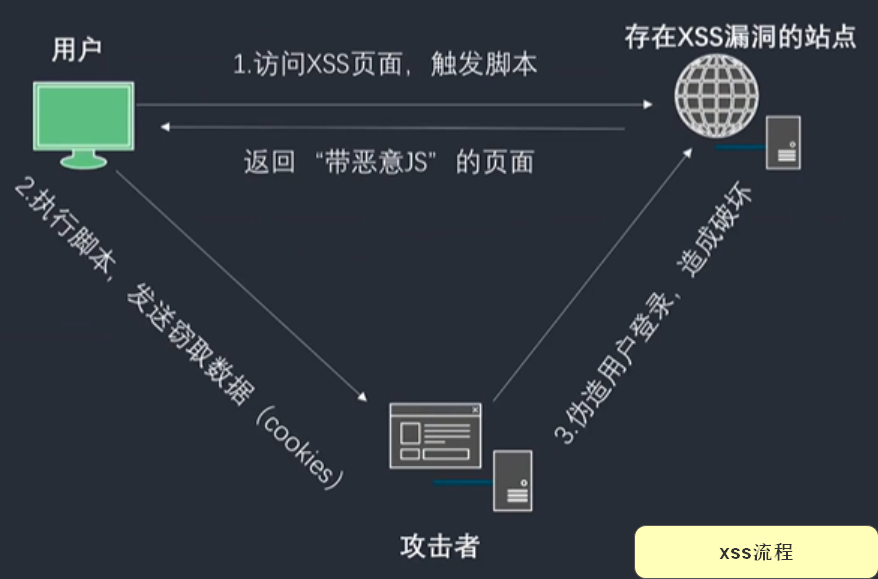 用户
存在XSS漏洞的站点
1.访问XSS页面，触发脚本
返回 “带恶意JS” 的页面
2.执行脚本，发送窃取数据（cookies）
3.伪造用户登录，造成破坏
攻击者
xss流程